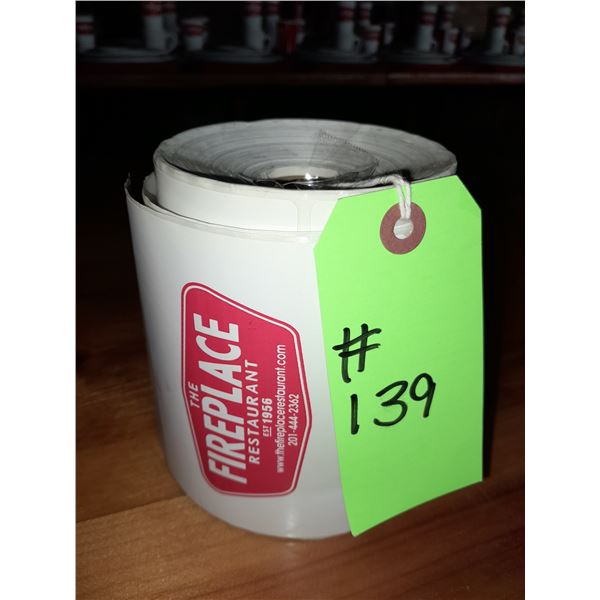 THE
FIREPLACE
RESTAURANT
EST 1956
www.thefireplacerestaurant.com
201-444-2362
#
139